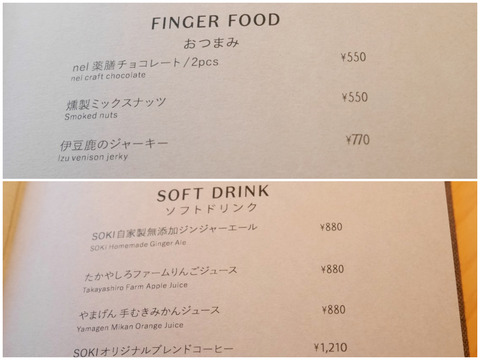 FINGER FOOD
おつまみ
nel 薬膳チョコレート/2pcs ¥550
nel craft chocolate
燻製ミックスナッツ ¥550
Smoked nuts
伊豆鹿のジャーキー ¥770
Izu venison jerky
SOFT DRINK
ソフトドリンク
SOKI自家製無添加ジンジャーエール ¥880
SOKI Homemade Ginger Ale
たかやしろファームりんごジュース ¥880
Takayashiro Farm Apple Juice
やまげん 手むきみかんジュース ¥880
Yamagen Mikan Orange Juice
SOKIオリジナルブレンドコーヒー ¥1,210